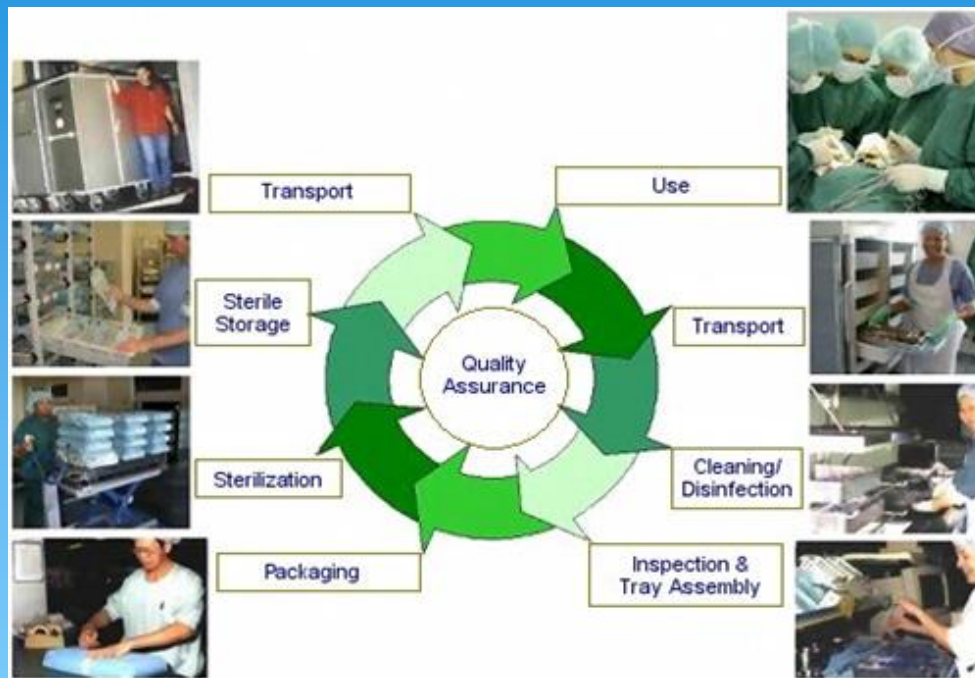 Transport
Use
Sterile
Storage
Transport
Quality
Assurance
Sterilization
Cleaning/
Disinfection
Packaging
Inspection &
Tray Assembly